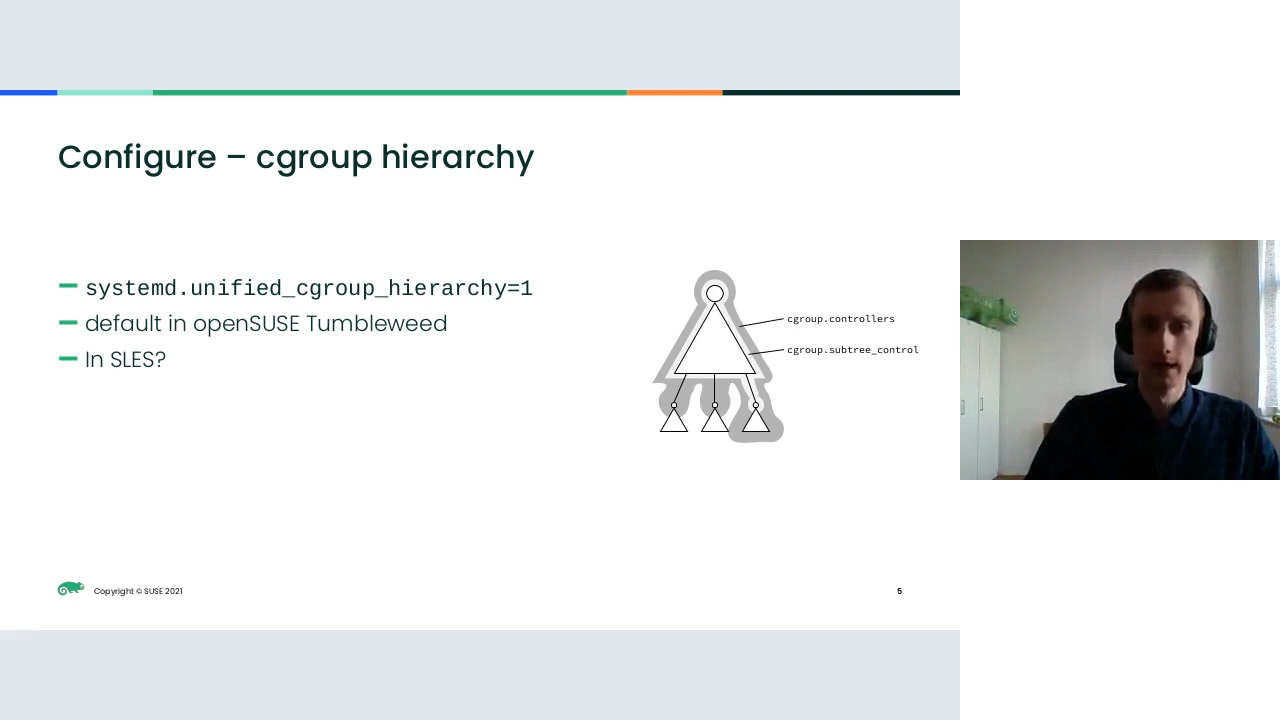 Configure – cgroup hierarchy
systemd.unified_cgroup_hierarchy=1
default in openSUSE Tumbleweed
In SLES?
cgroup.controllers
cgroup.subtree_control
Copyright © SUSE 2021
5